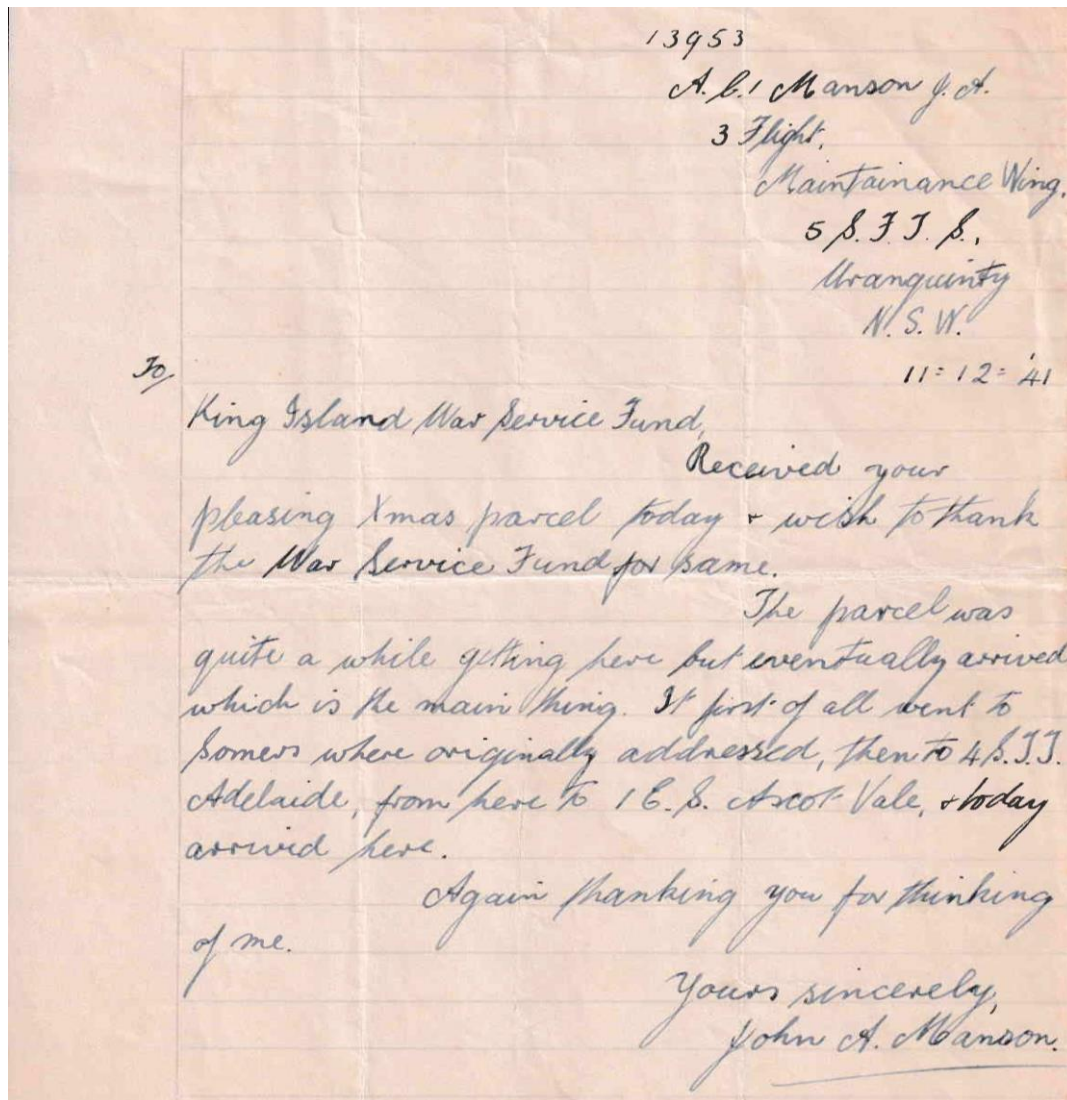 13953
A.C.1 Manson J. A.
3 Flight,
Maintainance Wing.
5 S.F.T.S.,
Uranquinty
N.S.W.
11=12='41
To/
King Island War Service Fund,
Received your
pleasing Xmas parcel today & wish to thank
the War Service Fund for same.
The parcel was
quite a while getting here but eventually arrived
which is the main thing. It first of all went to
Somers where originally addressed, then to 4 S.T.T.
Adelaide, from here to 1 E.S. Ascot Vale, & today
arrived here.
Again thanking you for thinking
of me.
Yours sincerely,
John A. Manson.